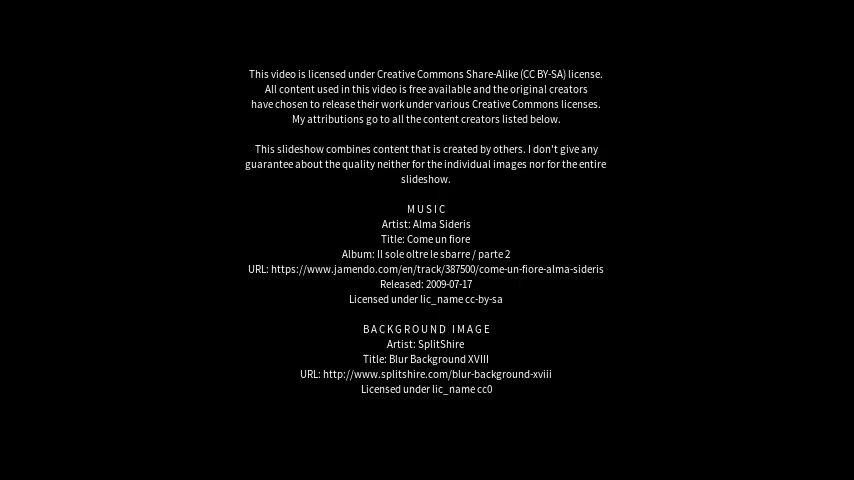 This video is licensed under Creative Commons Share-Alike (CC BY-SA) license.
All content used in this video is free available and the original creators
have chosen to release their work under various Creative Commons licenses.
My attributions go to all the content creators listed below.
This slideshow combines content that is created by others. I don't give any
guarantee about the quality neither for the individual images nor for the entire
slideshow.
MUSIC
Artist: Alma Sideris
Title: Come un fiore
Album: Il sole oltre le sbarre / parte 2
URL: https://www.jamendo.com/en/track/387500/come-un-fiore-alma-sideris
Released: 2009-07-17
Licensed under lic_name cc-by-sa
BACKGROUND IMAGE
Artist: SplitShire
Title: Blur Background XVIII
URL: http://www.splitshire.com/blur-background-xviii
Licensed under lic_name cc0